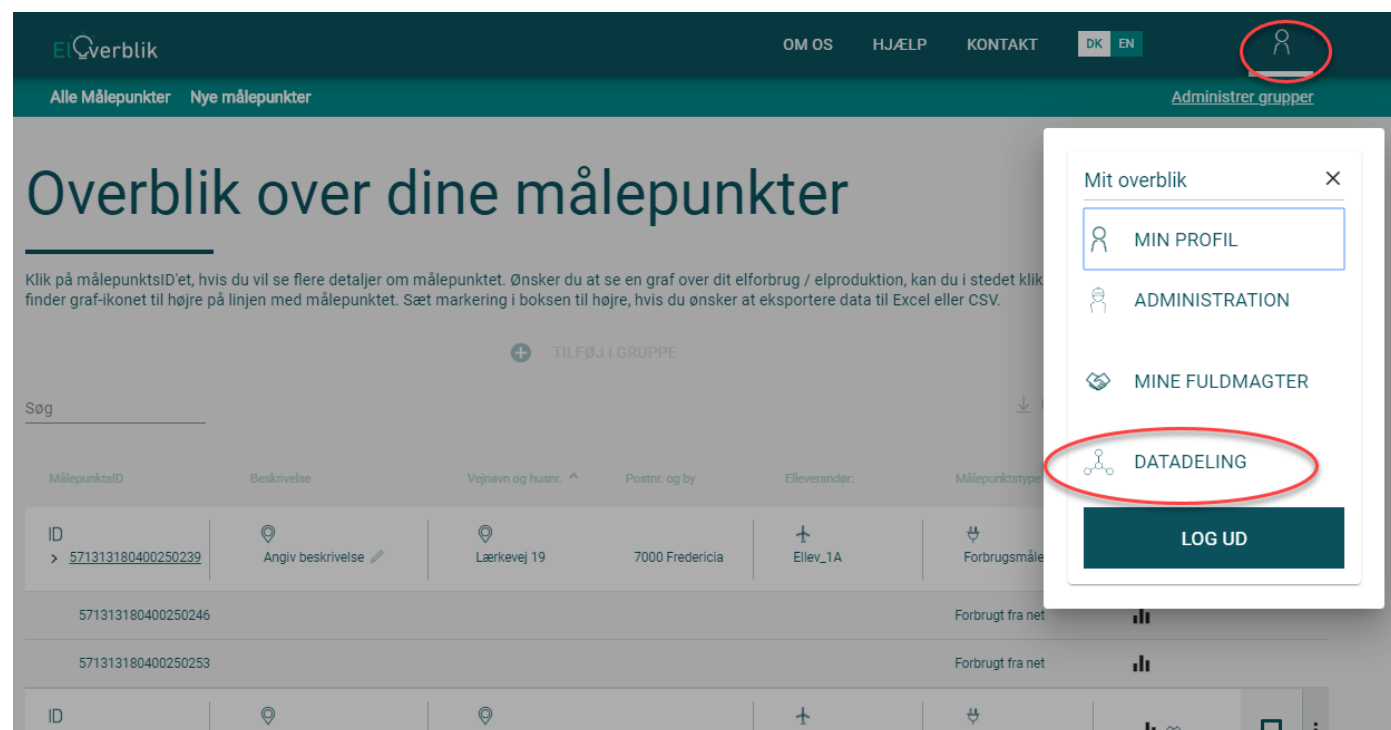 ElOverblik
OM OS HJÆLP KONTAKT DK EN
Alle Målepunkter Nye målepunkter Administrer grupper
Overblik over dine målepunkter
Klik på målepunktsID'et, hvis du vil se flere detaljer om målepunktet. Ønsker du at se en graf over dit elforbrug / elproduktion, kan du i stedet klik
finder graf-ikonet til højre på linjen med målepunktet. Sæt markering i boksen til højre, hvis du ønsker at eksportere data til Excel eller CSV.
TILFØJ I GRUPPE
Søg
MålepunktsID Beskrivelse Vejnavn og husnr. Postnr. og by Elleverandør: Målepunktstype
ID
571313180400250239 Angiv beskrivelse Lærkevej 19 7000 Fredericia Ellev_1A Forbrugsmåle
571313180400250246 Forbrugt fra net
571313180400250253 Forbrugt fra net
ID
Mit overblik
MIN PROFIL
ADMINISTRATION
MINE FULDMAGTER
DATADELING
LOG UD